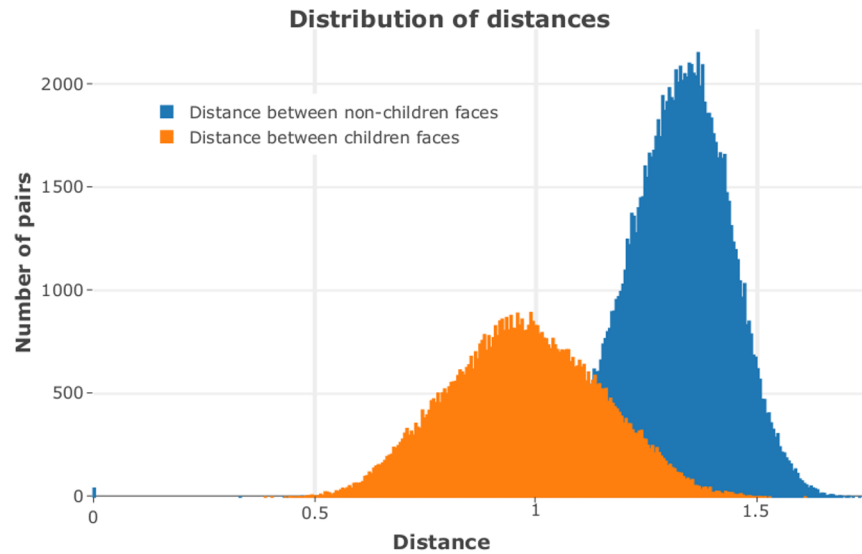 Distribution of distances
Distance between non-children faces
Distance between children faces
Number of pairs
2000
1500
1000
500
0
0
0.5
1
1.5
Distance